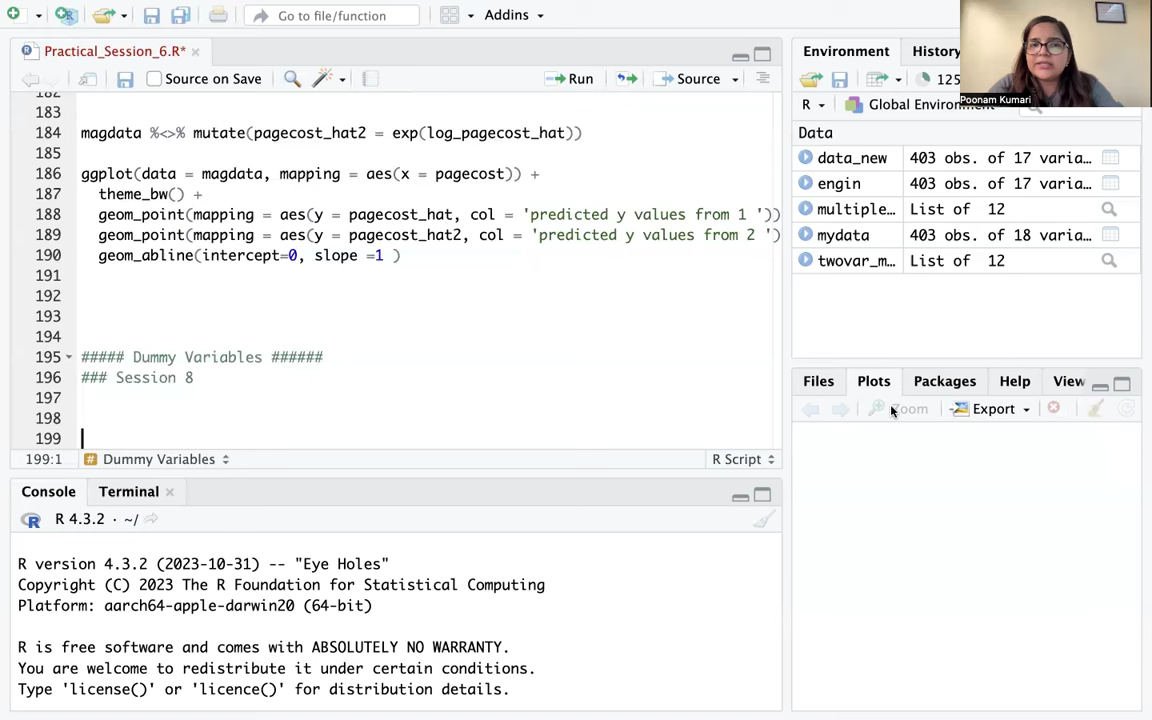 Go to file/function
Addins
Practical_Session_6.R*
Source on Save
Run
Source
182
183
184 magdata %<>% mutate(pagecost_hat2 = exp(log_pagecost_hat))
185
186 ggplot(data = magdata, mapping = aes(x = pagecost)) +
187 theme_bw() +
188 geom_point(mapping = aes(y = pagecost_hat, col = 'predicted y values from 1 '))
189 geom_point(mapping = aes(y = pagecost_hat2, col = 'predicted y values from 2 ')
190 geom_abline(intercept=0, slope =1 )
191
192
193
194
195 ##### Dummy Variables ######
196 ### Session 8
197
198
199
199:1 # Dummy Variables R Script
Console Terminal
R 4.3.2 · ~/
R version 4.3.2 (2023-10-31) -- "Eye Holes"
Copyright (C) 2023 The R Foundation for Statistical Computing
Platform: aarch64-apple-darwin20 (64-bit)
R is free software and comes with ABSOLUTELY NO WARRANTY.
You are welcome to redistribute it under certain conditions.
Type 'license()' or 'licence()' for distribution details.
Environment History
125
R Global Environm
Data
data_new 403 obs. of 17 varia…
engin 403 obs. of 17 varia…
multiple… List of 12
mydata 403 obs. of 18 varia…
twovar_m… List of 12
Files Plots Packages Help View
Zoom Export
Poonam Kumari